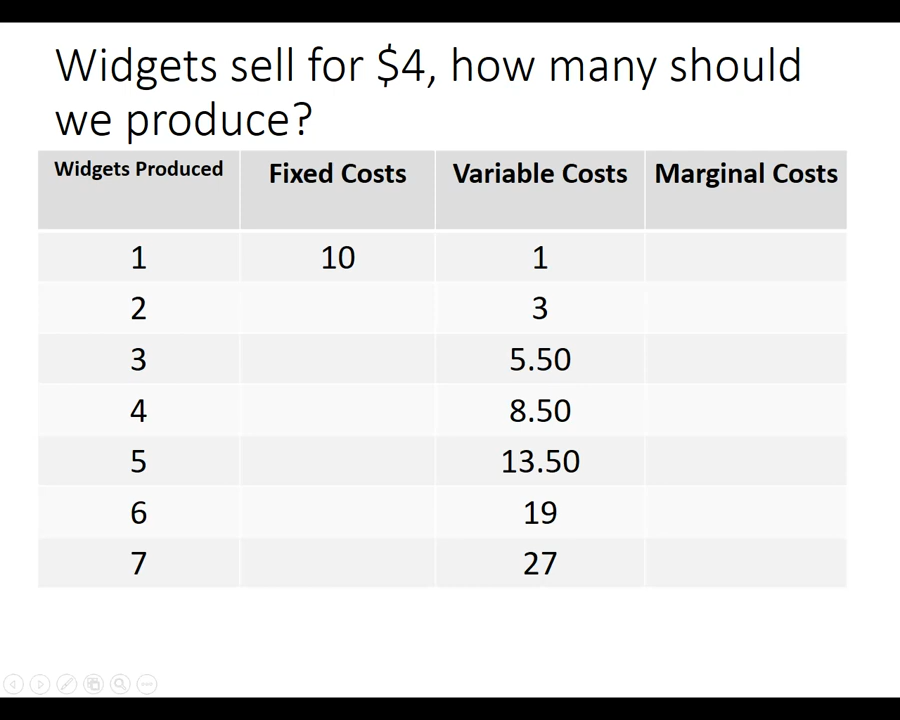 Widgets sell for $4, how many should
we produce?
Widgets Produced Fixed Costs Variable Costs Marginal Costs
1 10 1
2 3
3 5.50
4 8.50
5 13.50
6 19
7 27